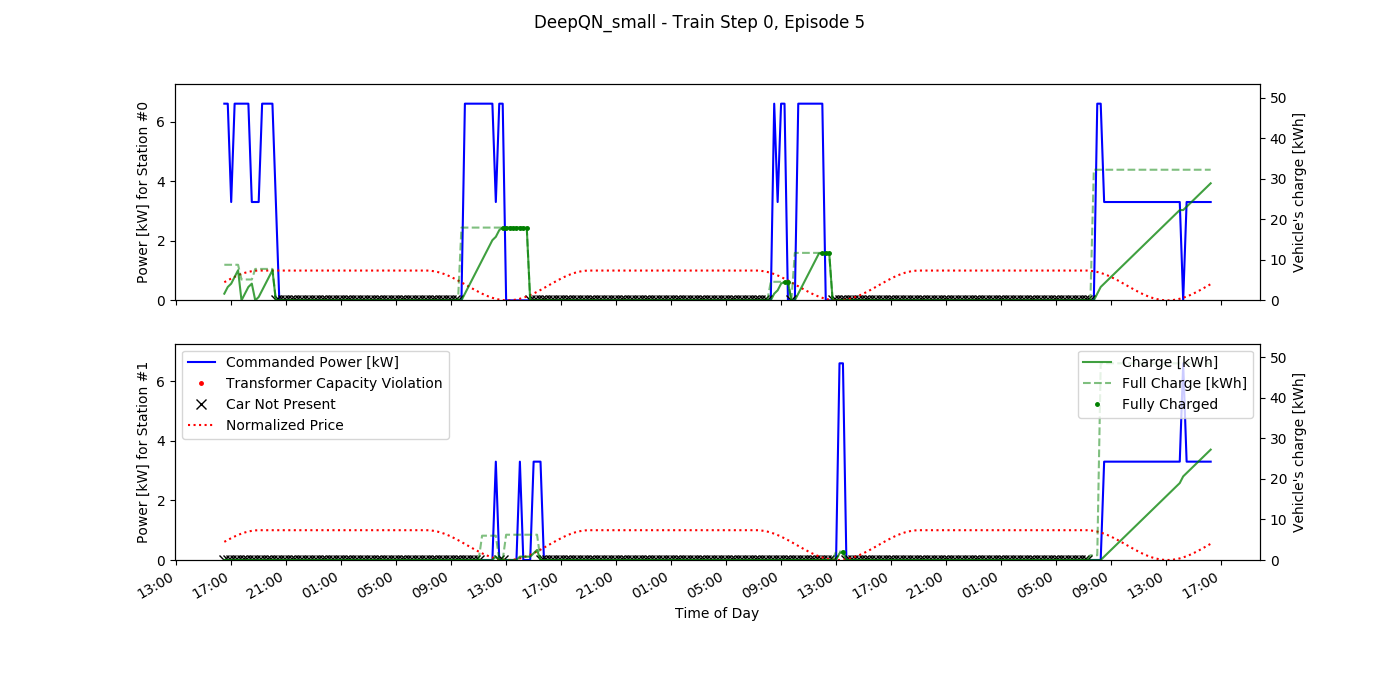 DeepQN_small - Train Step 0, Episode 5
Power [kW] for Station #0
6
4
2
0
50
40
30
20
10
0
Vehicle's charge [kWh]
Power [kW] for Station #1
6
4
2
0
Commanded Power [kW]
Transformer Capacity Violation
Car Not Present
Normalized Price
Charge [kWh]
Full Charge [kWh]
Fully Charged
50
40
30
20
10
0
Vehicle's charge [kWh]
13:00 17:00 21:00 01:00 05:00 09:00 13:00 17:00 21:00 01:00 05:00 09:00 13:00 17:00 21:00 01:00 05:00 09:00 13:00 17:00
Time of Day